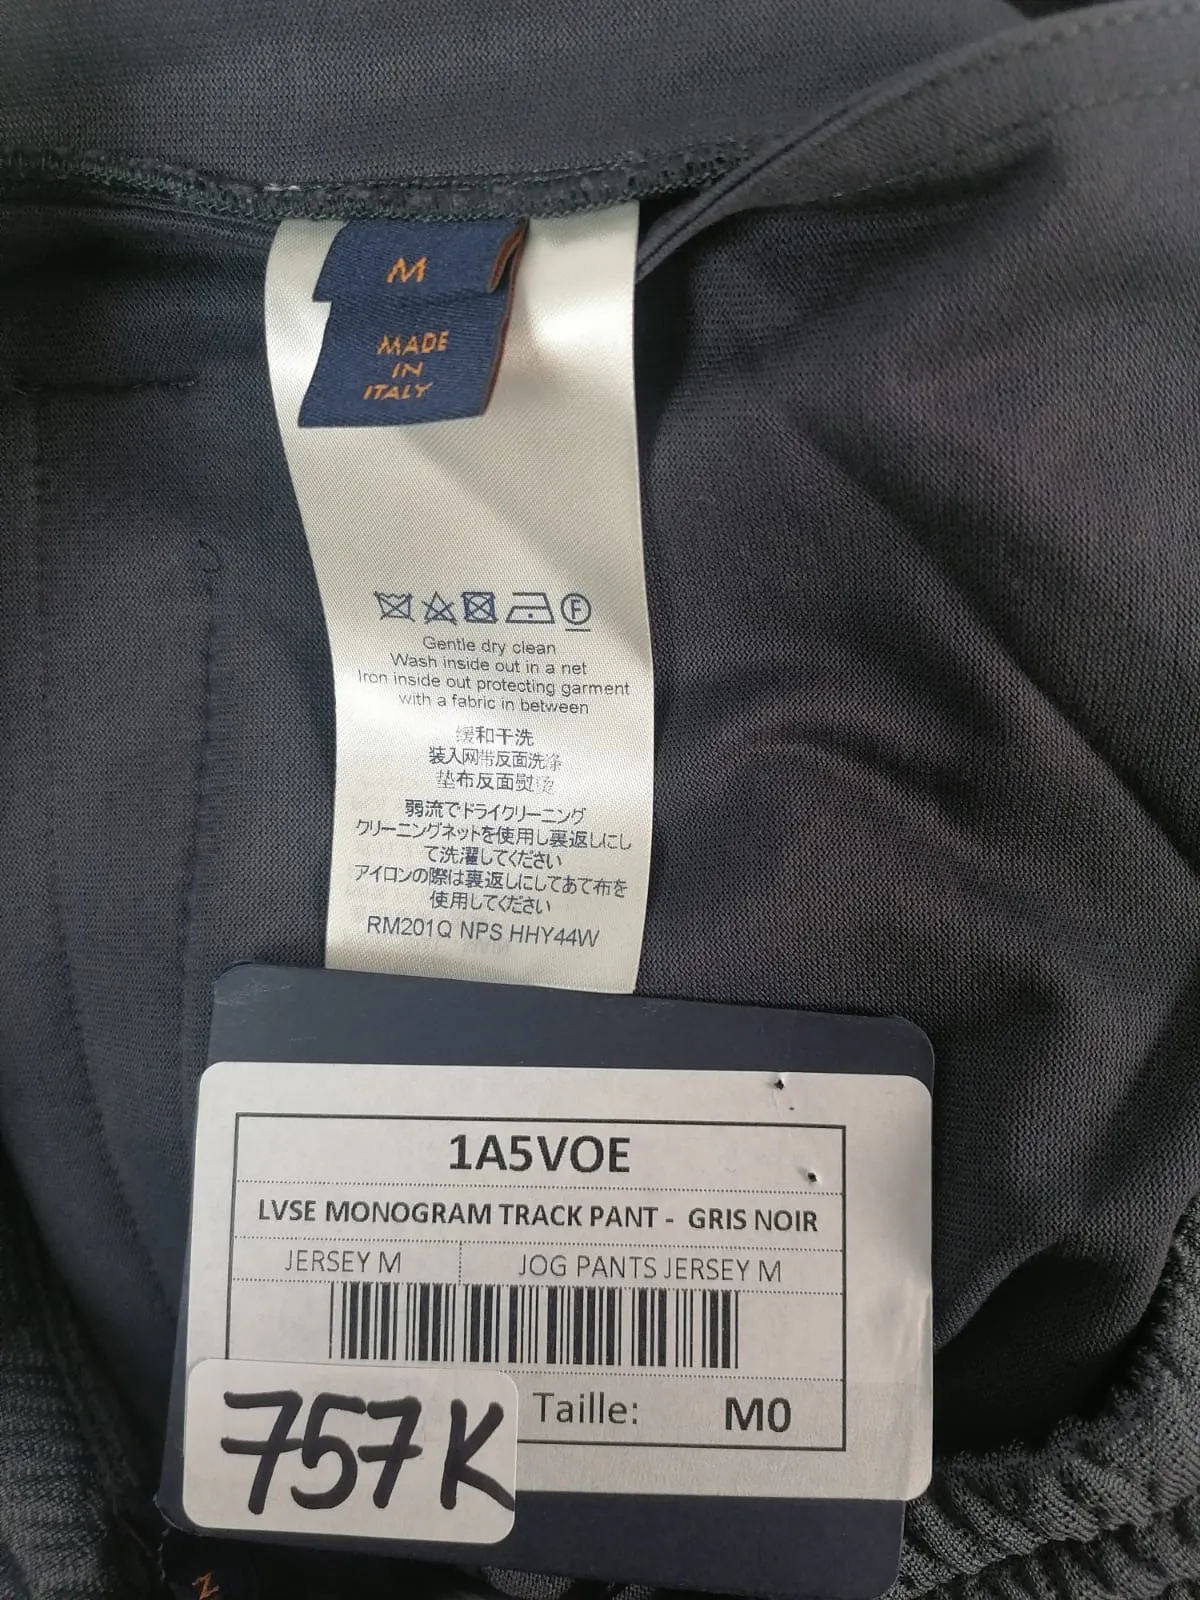 M
MADE
IN
ITALY
F
Gentle dry clean
Wash inside out in a net
Iron inside out protecting garment
with a fabric in between
缓和干洗
装入网带反面洗涤
垫布反面熨烫
弱流でドライクリーニング
クリーニングネットを使用し裏返しにし
て洗濯してください
アイロンの際は裏返しにしてあて布を
使用してください
RM201Q NPS HHY44W
1A5VOE
LVSE MONOGRAM TRACK PANT - GRIS NOIR
JERSEY M JOG PANTS JERSEY M
757K
Taille: M0